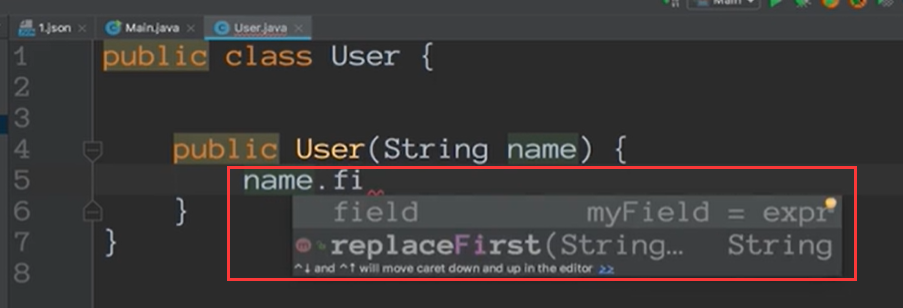 Main
1.json × Main.java × User.java ×
1 public class User {
2
3
4 public User(String name) {
5 name.fi
field myField = expr
6 }
m replaceFirst(String… String
7 }
^↓ and ^↑ will move caret down and up in the editor >>
8